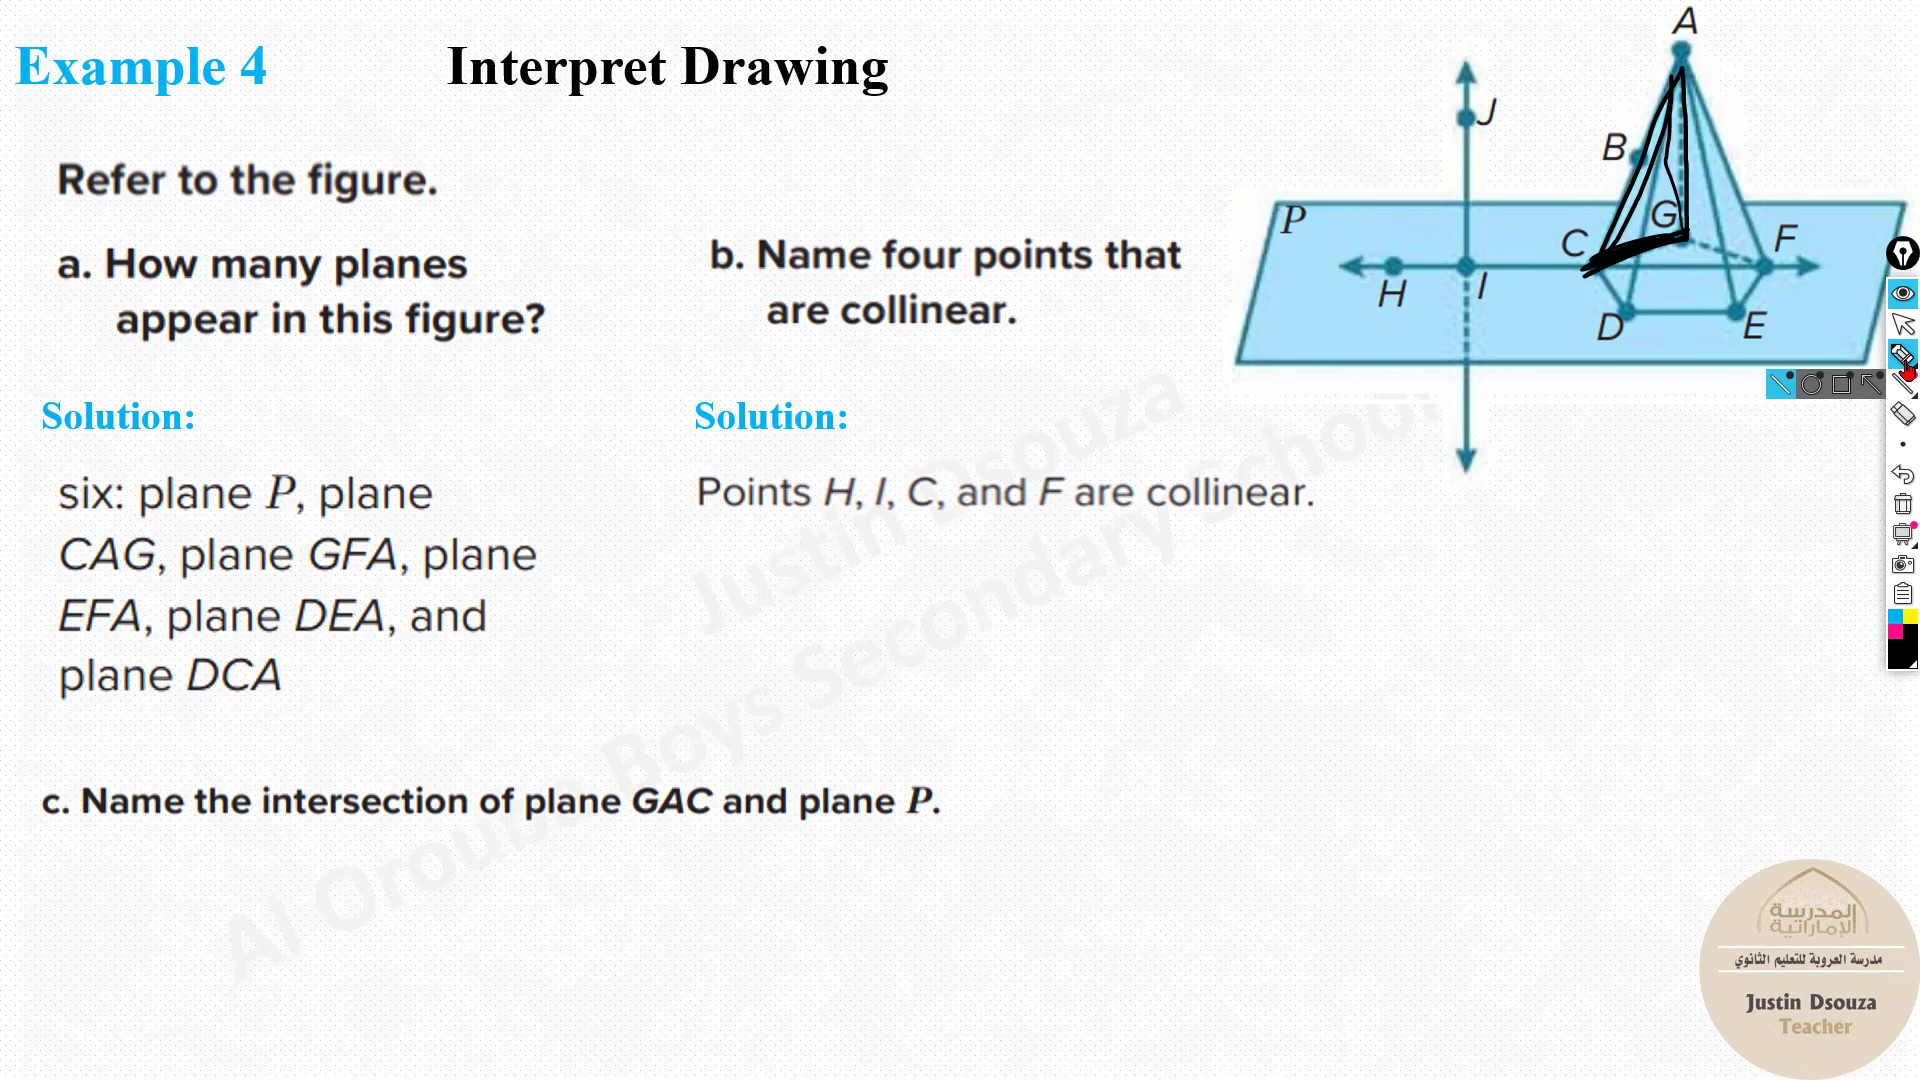 Example 4
Interpret Drawing
Refer to the figure.
a. How many planes
appear in this figure?
b. Name four points that
are collinear.
A
J
B
P
G
C
F
H
I
D
E
Solution:
six: plane P, plane
CAG, plane GFA, plane
EFA, plane DEA, and
plane DCA
Solution:
Points H, I, C, and F are collinear.
c. Name the intersection of plane GAC and plane P.
Justin Dsouza
Al Orouba Boys Secondary School
المدرسة
الإماراتية
مدرسة العروبة للتعليم الثانوي
Justin Dsouza
Teacher